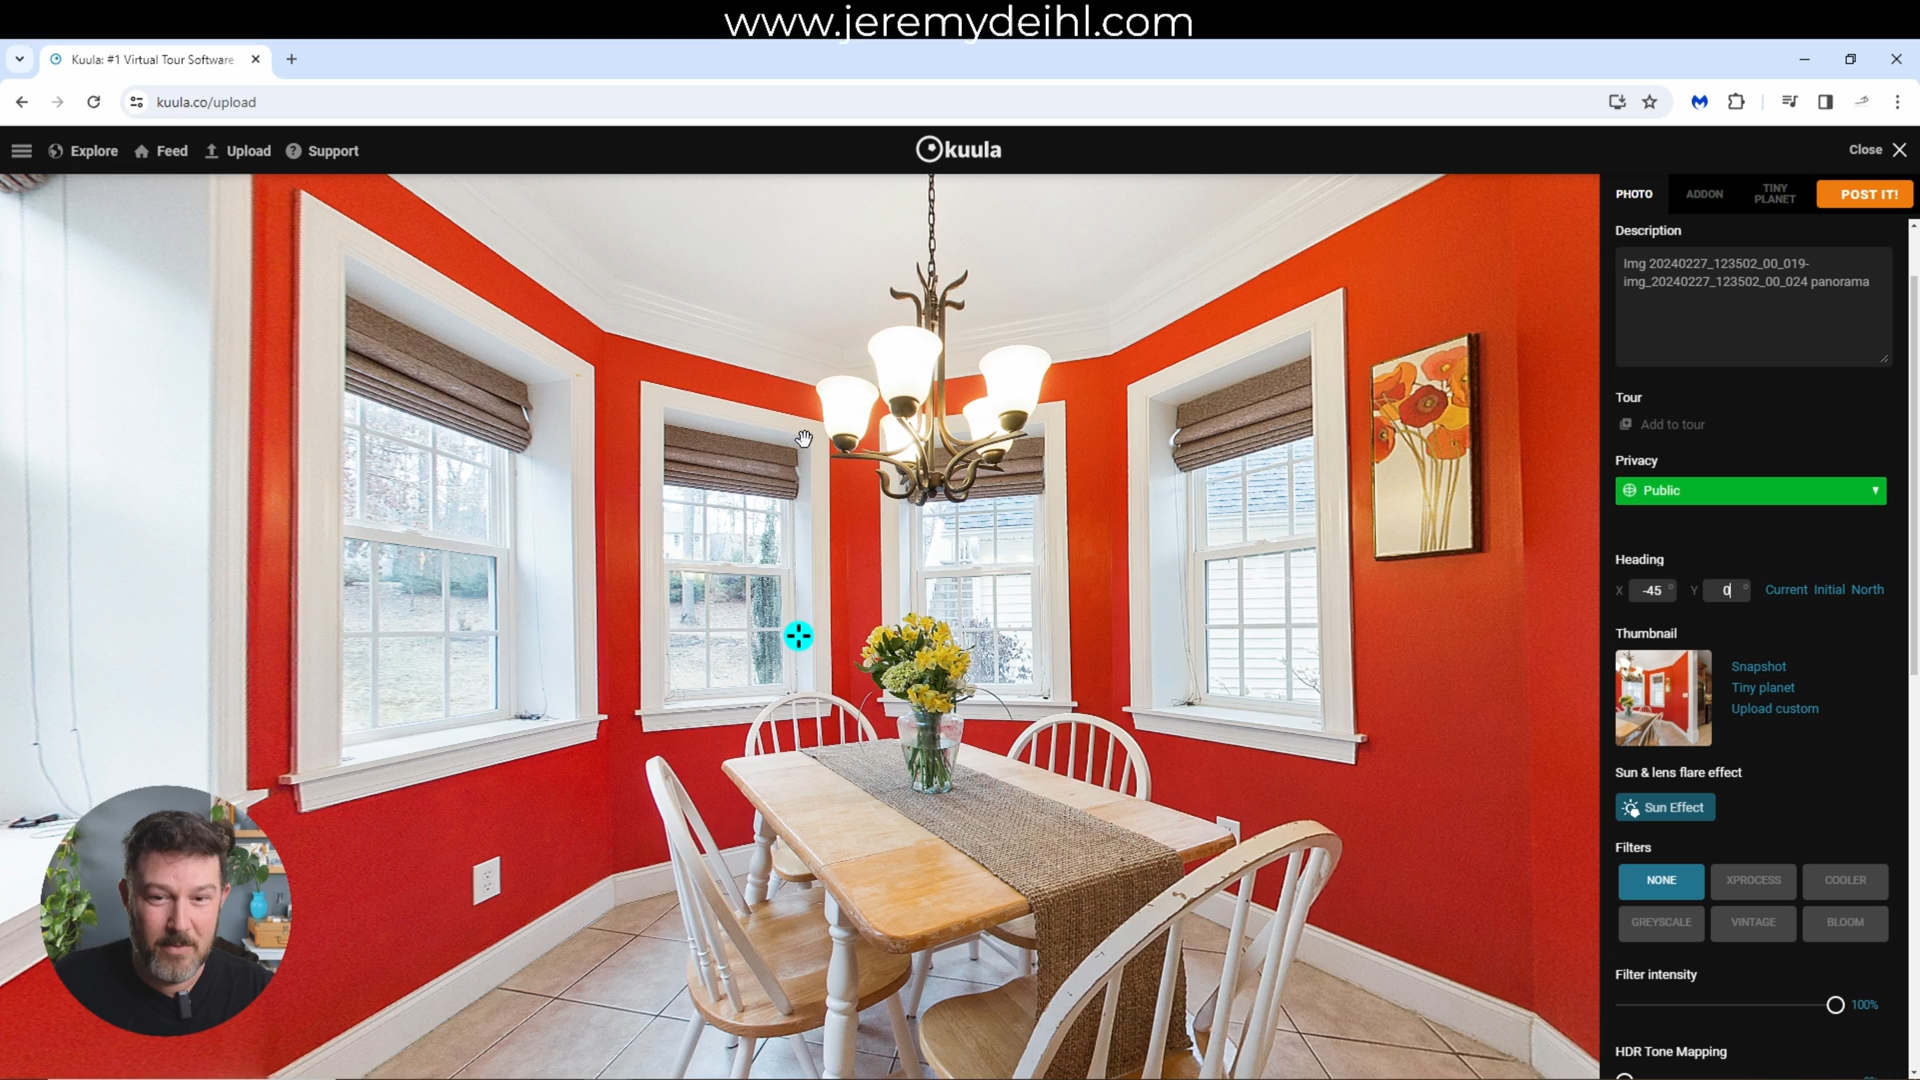 www.jeremydeihl.com
Kuula: #1 Virtual Tour Software
kuula.co/upload
Explore
Feed
Upload
Support
kuula
Close
PHOTO
ADDON
TINY
PLANET
POST IT!
Description
Img 20240227_123502_00_019-
img_20240227_123502_00_024 panorama
Tour
Add to tour
Privacy
Public
Heading
X -45 ° Y 0 ° Current Initial North
Thumbnail
Snapshot
Tiny planet
Upload custom
Sun & lens flare effect
Sun Effect
Filters
NONE XPROCESS COOLER
GREYSCALE VINTAGE BLOOM
Filter intensity
100%
HDR Tone Mapping